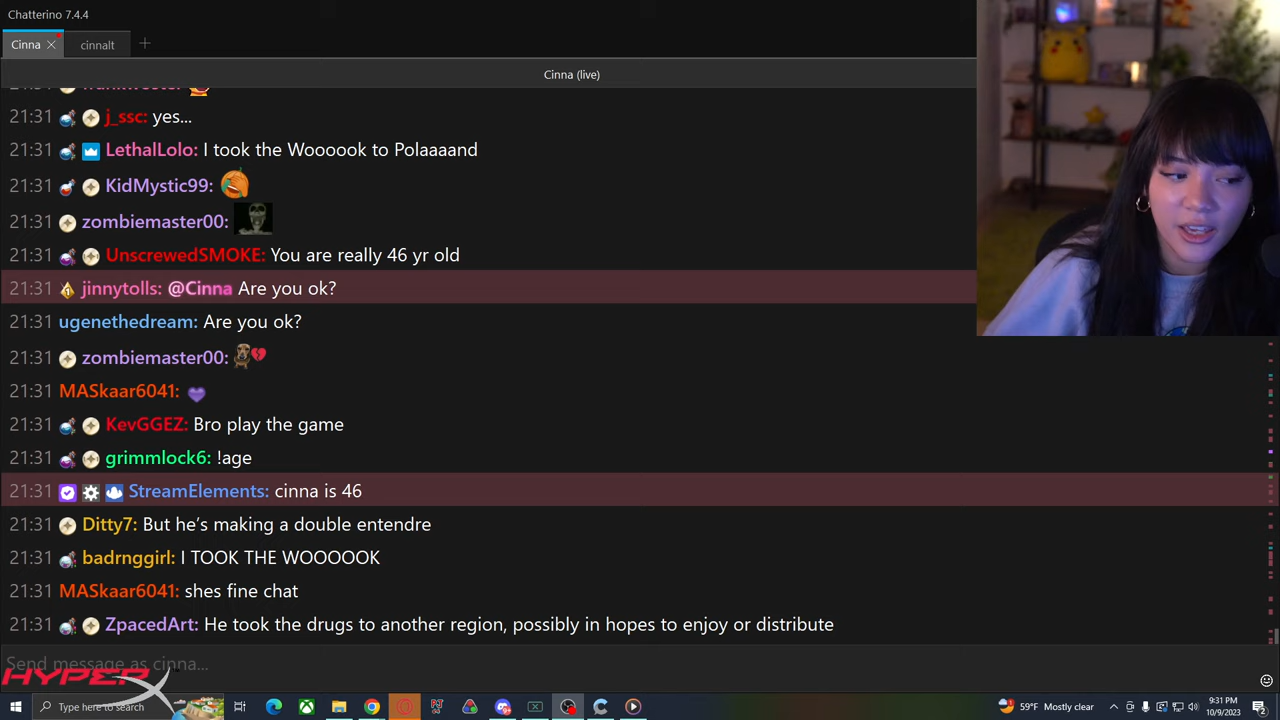 Chatterino 7.4.4
Cinna
cinnalt
Cinna (live)
21:31 j_ssc: yes...
21:31 LethalLolo: I took the Woooook to Polaaaand
21:31 KidMystic99:
21:31 zombiemaster00:
21:31 UnscrewedSMOKE: You are really 46 yr old
21:31 jinnytolls: @Cinna Are you ok?
21:31 ugenethedream: Are you ok?
21:31 zombiemaster00:
21:31 MASkaar6041:
21:31 KevGGEZ: Bro play the game
21:31 grimmlock6: !age
21:31 StreamElements: cinna is 46
21:31 Ditty7: But he's making a double entendre
21:31 badrnggirl: I TOOK THE WOOOOOK
21:31 MASkaar6041: shes fine chat
21:31 ZpacedArt: He took the drugs to another region, possibly in hopes to enjoy or distribute
Send message as cinna...
HYPERX
Type here to search
59°F Mostly clear
9:31 PM
10/9/2023
2